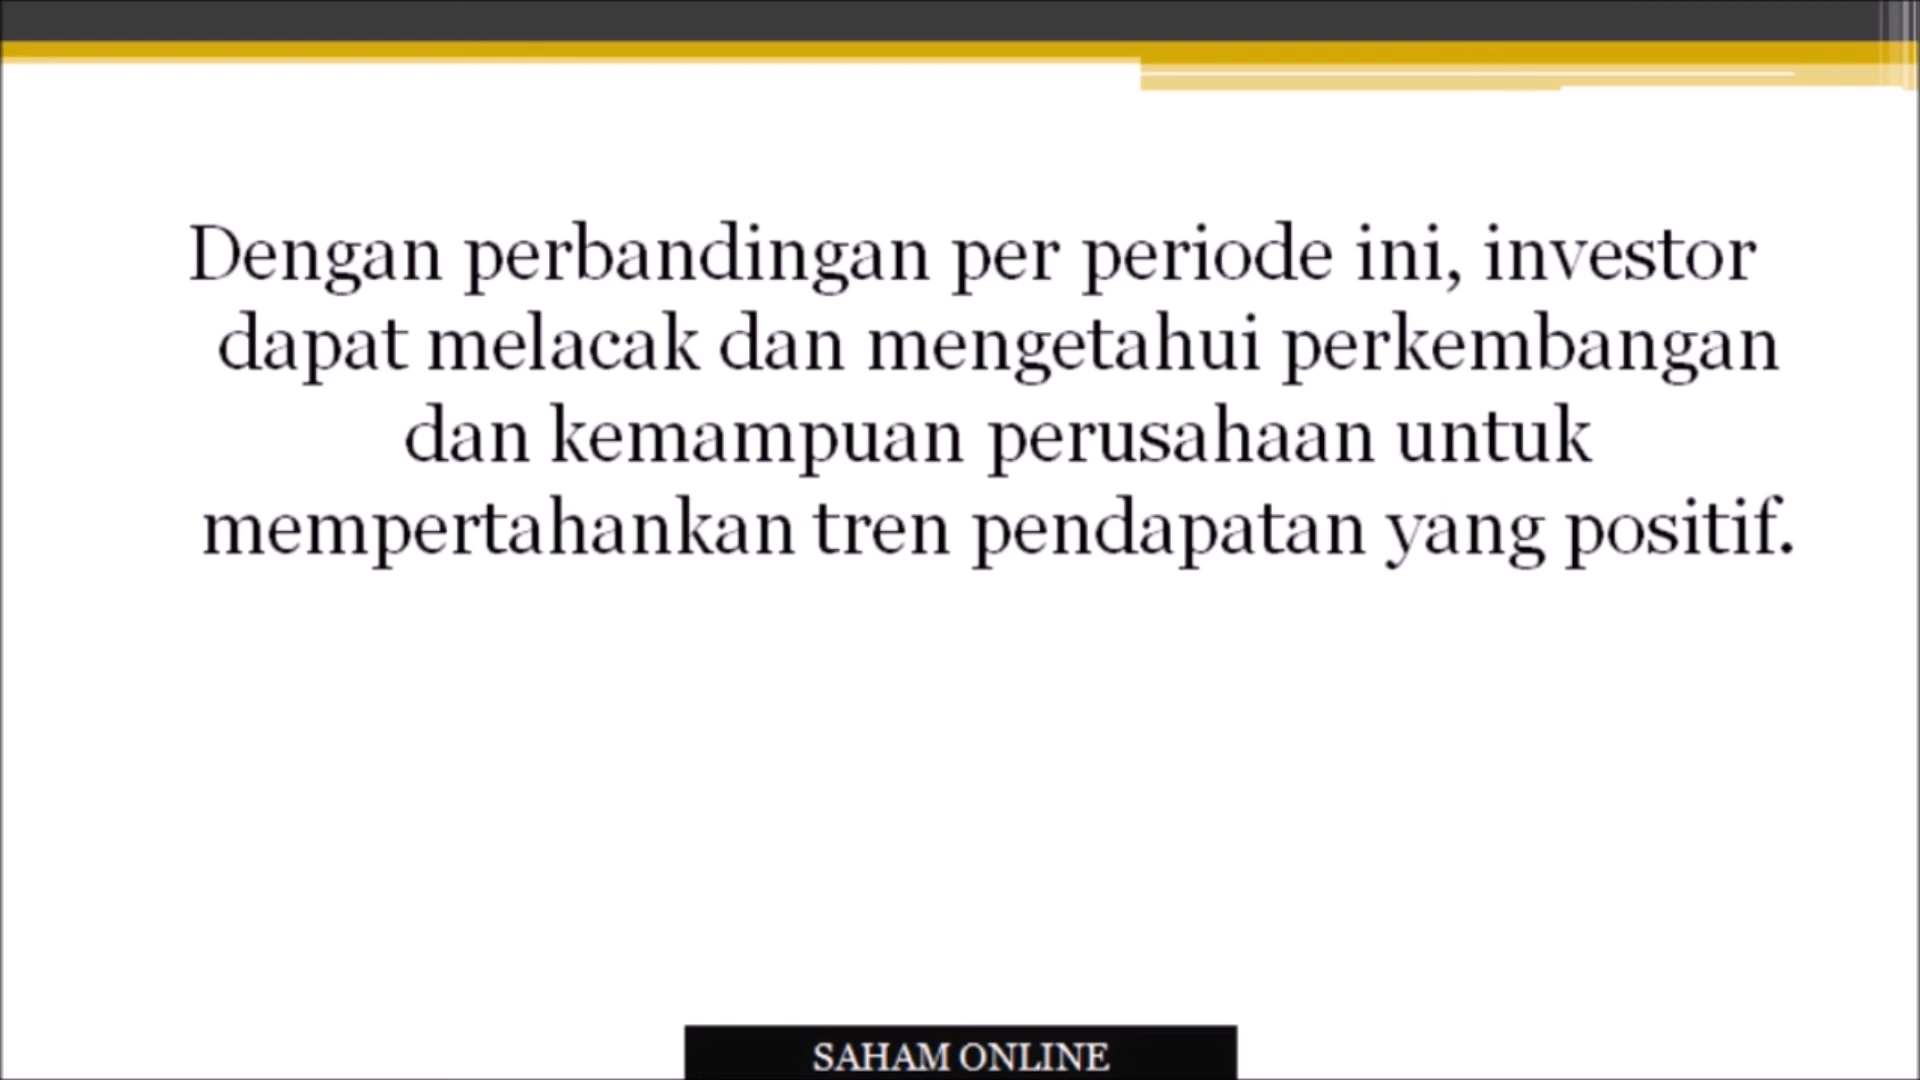 Dengan perbandingan per periode ini, investor
dapat melacak dan mengetahui perkembangan
dan kemampuan perusahaan untuk
mempertahankan tren pendapatan yang positif.
SAHAM ONLINE